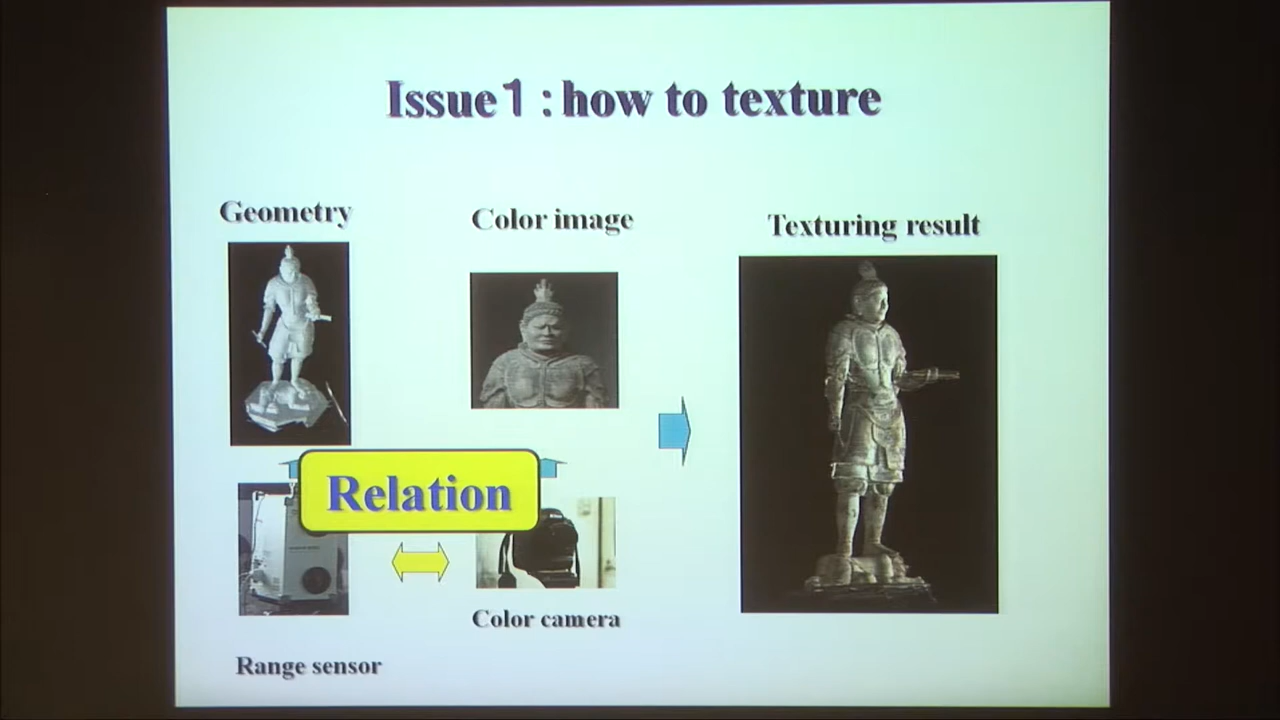 Issue1:how to texture
Geometry
Color image
Texturing result
Relation
Color camera
Range sensor